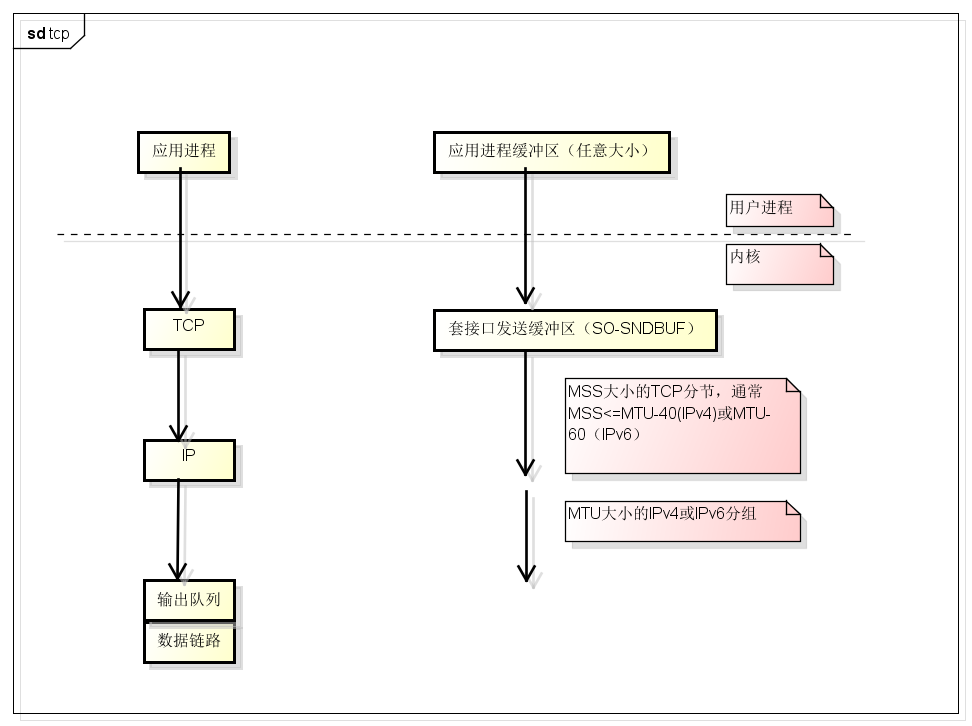 sd tcp
应用进程
应用进程缓冲区（任意大小）
用户进程
内核
TCP
套接口发送缓冲区（SO-SNDBUF）
MSS大小的TCP分节，通常
MSS<=MTU-40(IPv4)或MTU-
60（IPv6）
IP
MTU大小的IPv4或IPv6分组
输出队列
数据链路